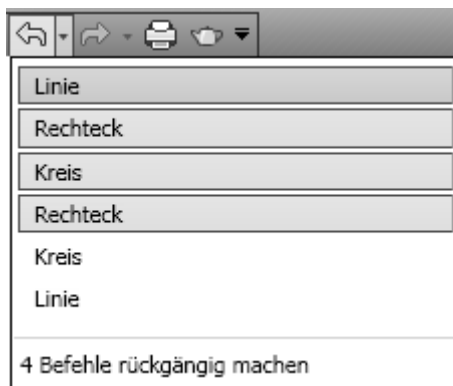 Linie
Rechteck
Kreis
Rechteck
Kreis
Linie
4 Befehle rückgängig machen